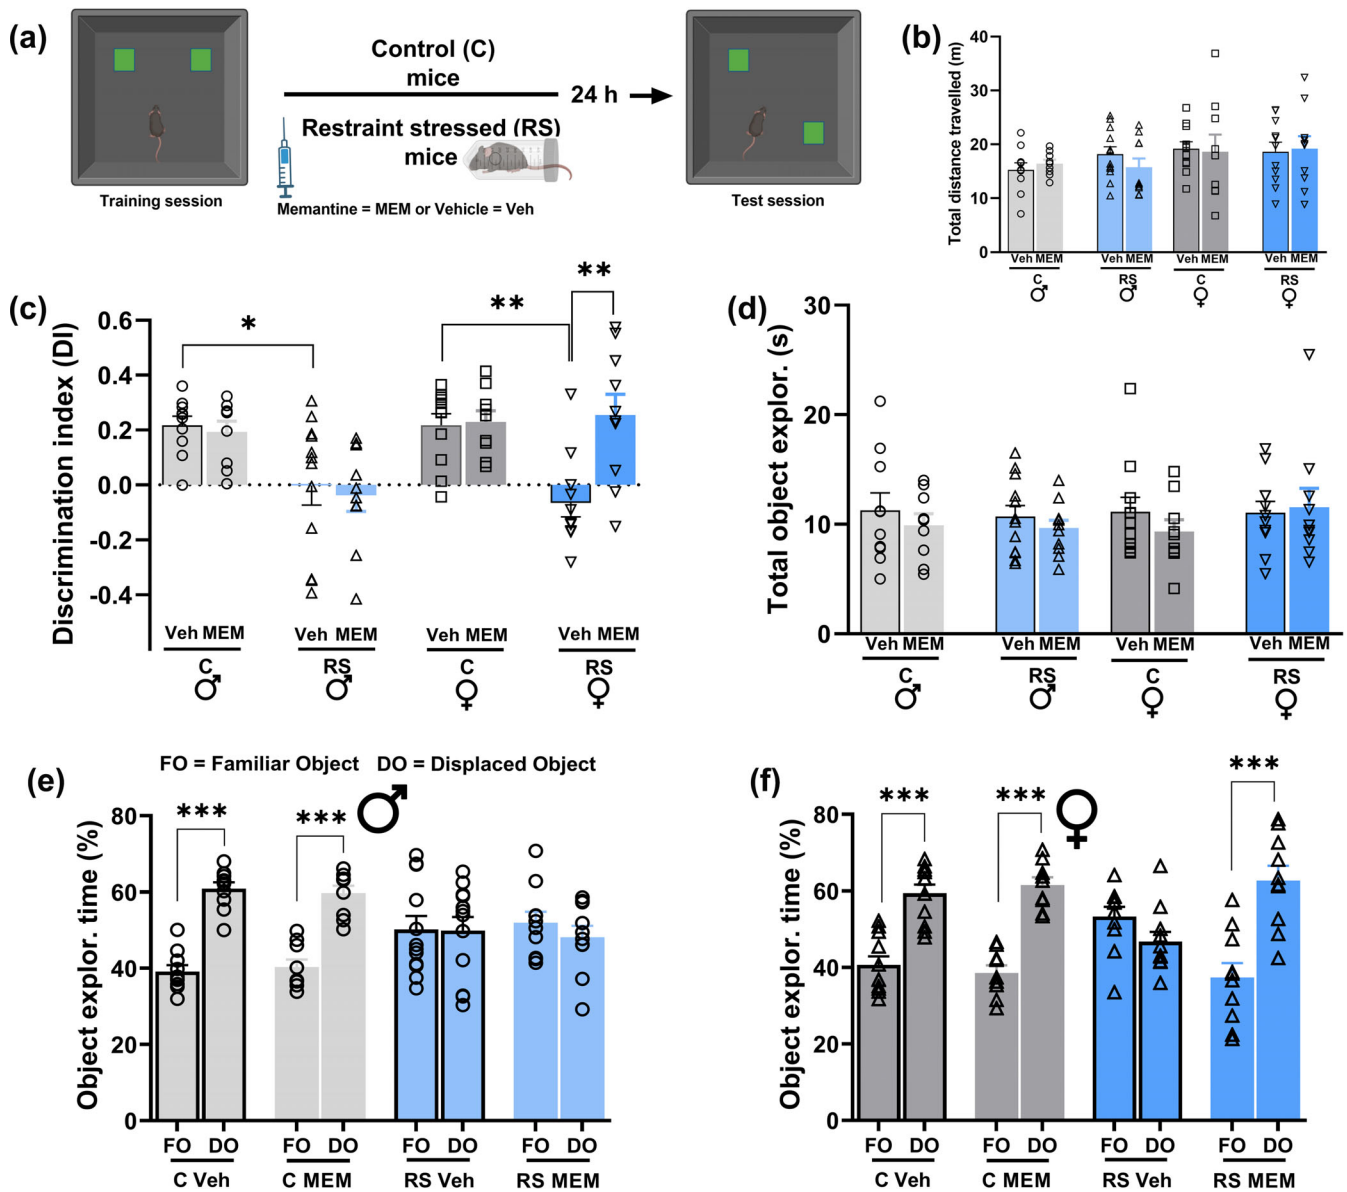 (a)
Control (C)
mice
24 h
Restraint stressed (RS)
mice
Training session
Memantine = MEM or Vehicle = Veh
Test session
(b)
Total distance travelled (m)
40
30
20
10
0
Veh MEM Veh MEM Veh MEM Veh MEM
C RS C RS
♂ ♂ ♀ ♀
(c)
Discrimination index (DI)
0.6
0.4
0.2
0.0
-0.2
-0.4
* ** **
Veh MEM Veh MEM Veh MEM Veh MEM
C RS C RS
♂ ♂ ♀ ♀
(d)
Total object explor. (s)
30
20
10
0
Veh MEM Veh MEM Veh MEM Veh MEM
C RS C RS
♂ ♂ ♀ ♀
(e)
FO = Familiar Object DO = Displaced Object
♂
*** ***
Object explor. time (%)
80
60
40
20
0
FO DO FO DO FO DO FO DO
C Veh C MEM RS Veh RS MEM
(f)
♀
*** *** ***
Object explor. time (%)
80
60
40
20
0
FO DO FO DO FO DO FO DO
C Veh C MEM RS Veh RS MEM